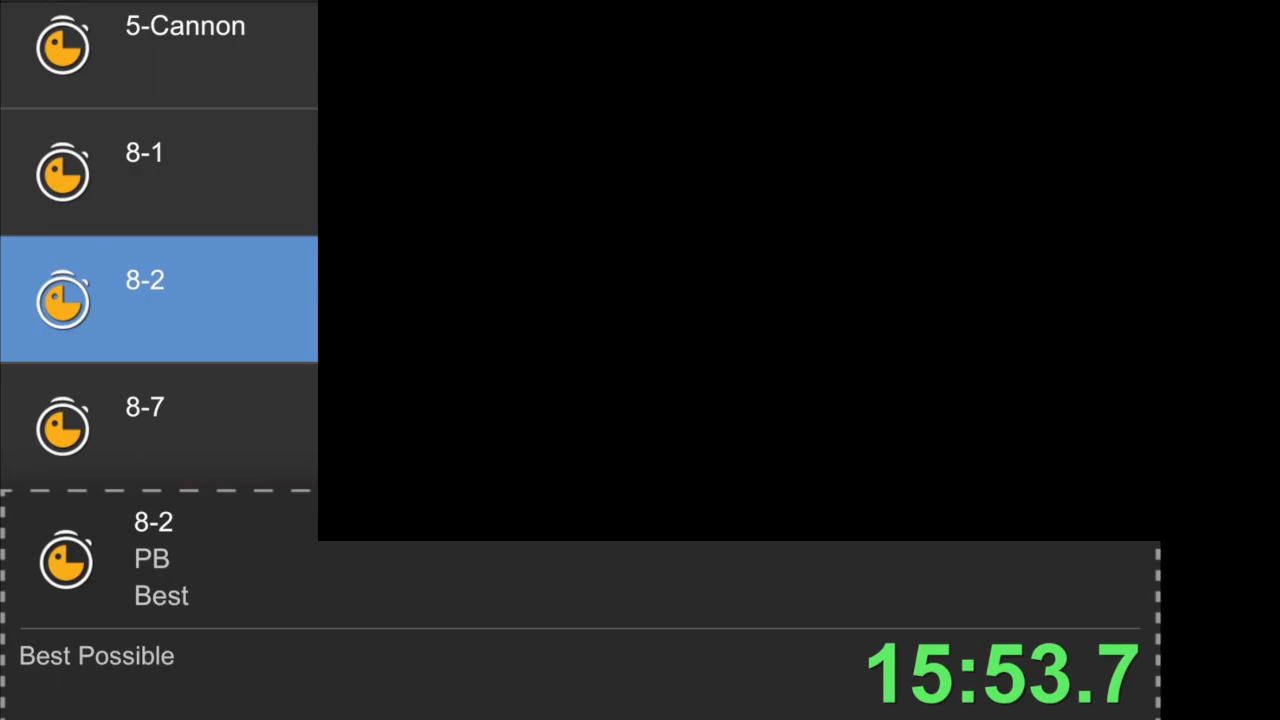 5-Cannon
8-1
8-2
8-7
8-2
PB
Best
Best Possible
15:53.7